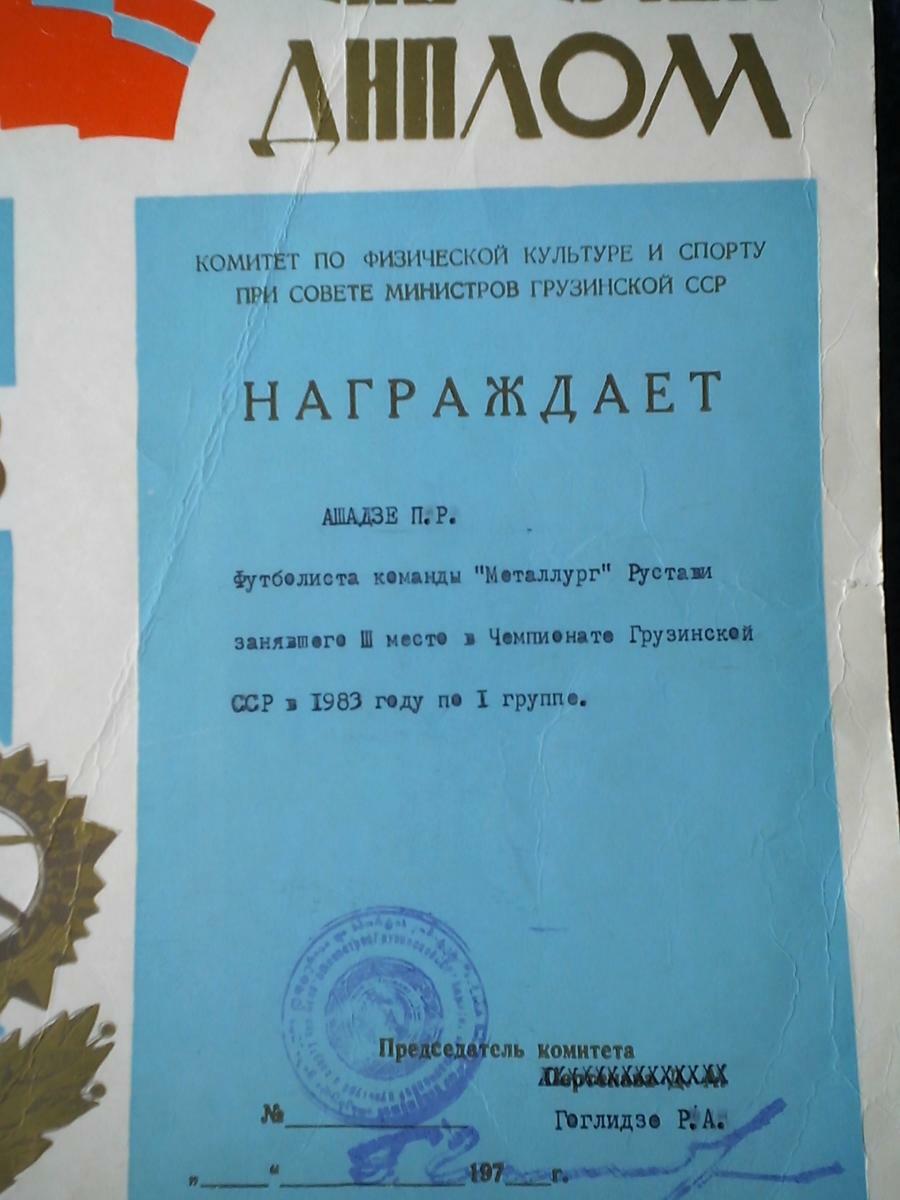 ДИПЛОМ
КОМИТЕТ ПО ФИЗИЧЕСКОЙ КУЛЬТУРЕ И СПОРТУ
ПРИ СОВЕТЕ МИНИСТРОВ ГРУЗИНСКОЙ ССР
НАГРАЖДАЕТ
АШАДЗЕ П.Р.
Футболиста команды "Металлург" Рустави
занявшего III место в Чемпионате Грузинской
ССР в 1983 году по I группе.
Председатель комитета
№
Гоглидзе Р.А.
„ “ 197 г.